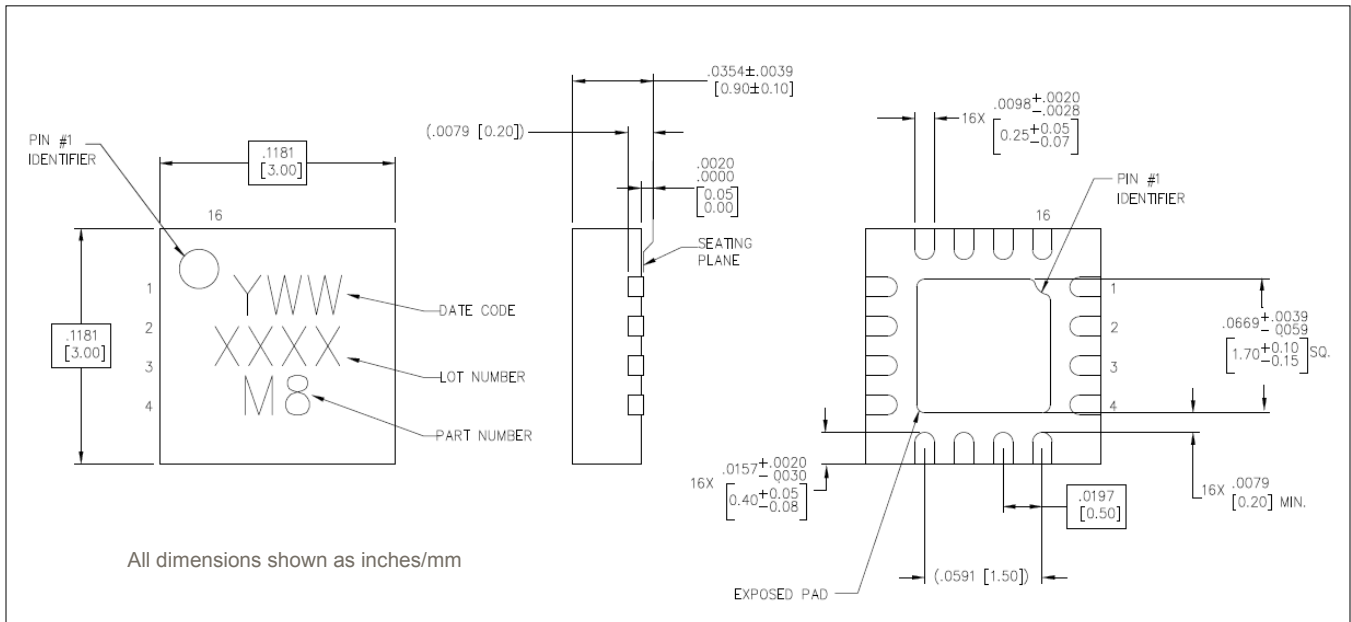 PIN #1
IDENTIFIER
.1181
[3.00]
16
1
2
3
4
.1181
[3.00]
YWW
XXXX
M8
DATE CODE
LOT NUMBER
PART NUMBER
All dimensions shown as inches/mm
.0354±.0039
[0.90±0.10]
(.0079 [0.20])
.0020
.0000
[0.05
0.00]
SEATING
PLANE
16X .0098+.0020
-.0028
[0.25+0.05
-0.07]
PIN #1
IDENTIFIER
16
1
2
3
4
.0669+.0039
-.0059
[1.70+0.10
-0.15] SQ.
16X .0157+.0020
-.0030
[0.40+0.05
-0.08]
.0197
[0.50]
16X .0079
[0.20] MIN.
(.0591 [1.50])
EXPOSED PAD